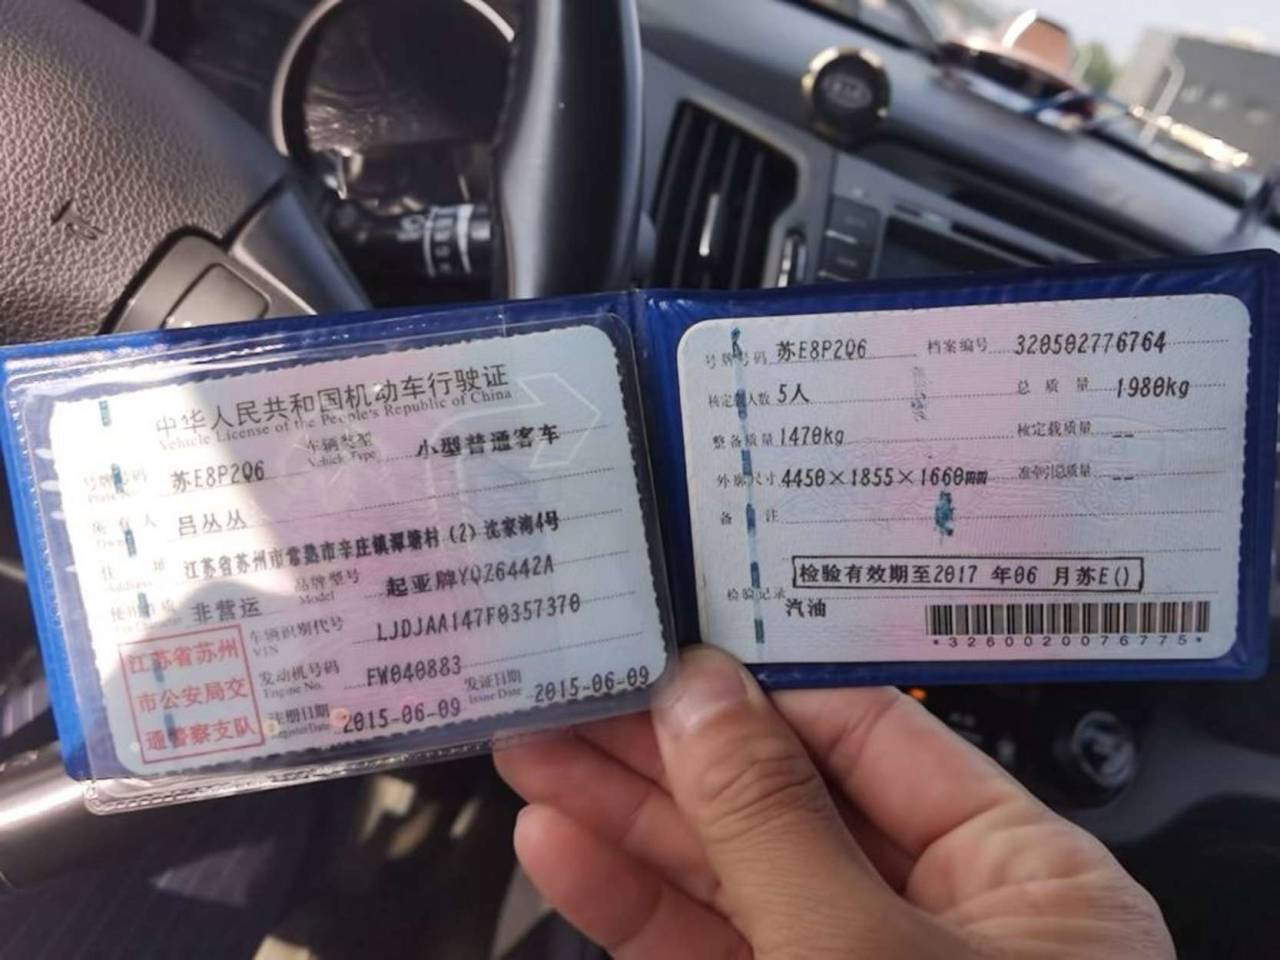 中华人民共和国机动车行驶证
Vehicle License of the People's Republic of China
号牌号码 苏E8P2Q6 车辆类型 小型普通客车
Vehicle Type
所有人 吕丛丛
Owner
住址 江苏省苏州市常熟市辛庄镇潭塘村(2)沈家湾4号
Address
使用性质 非营运 品牌型号 起亚牌YQZ6442A
Model
江苏省苏州
市公安局交
通警察支队
车辆识别代号 LJDJAA147F0357370
VIN
发动机号码 FW040883
Engine No.
注册日期 2015-06-09 发证日期 2015-06-09
Register Date Issue Date
号牌号码 苏E8P2Q6 档案编号 320502776764
核定载人数 5人 总质量 1980kg
整备质量 1470kg 核定载质量 --
外廓尺寸 4450×1855×1660mm 准牵引总质量 --
备注
检验有效期至2017 年06 月苏E()
检验记录
汽油
*3260020076775*